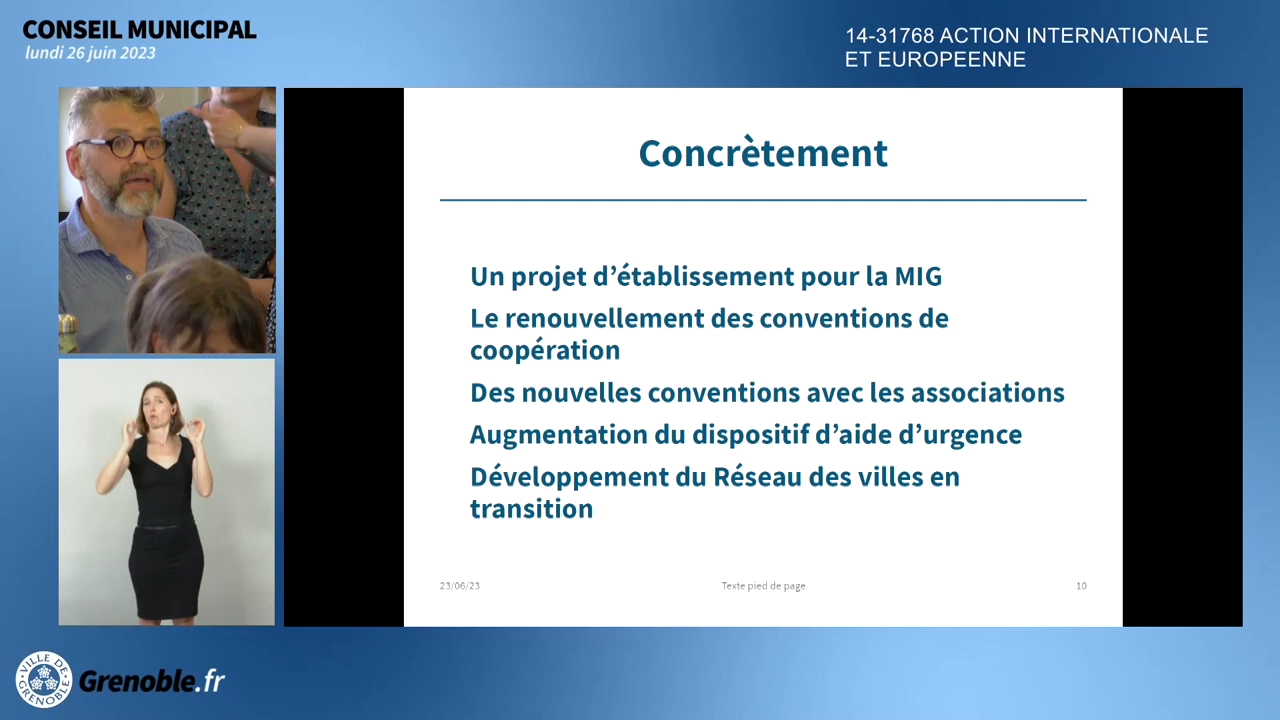 CONSEIL MUNICIPAL
lundi 26 juin 2023
14-31768 ACTION INTERNATIONALE
ET EUROPEENNE
Concrètement
Un projet d’établissement pour la MIG
Le renouvellement des conventions de
coopération
Des nouvelles conventions avec les associations
Augmentation du dispositif d’aide d’urgence
Développement du Réseau des villes en
transition
23/06/23
Texte pied de page
10
VILLE DE
GRENOBLE
Grenoble.fr